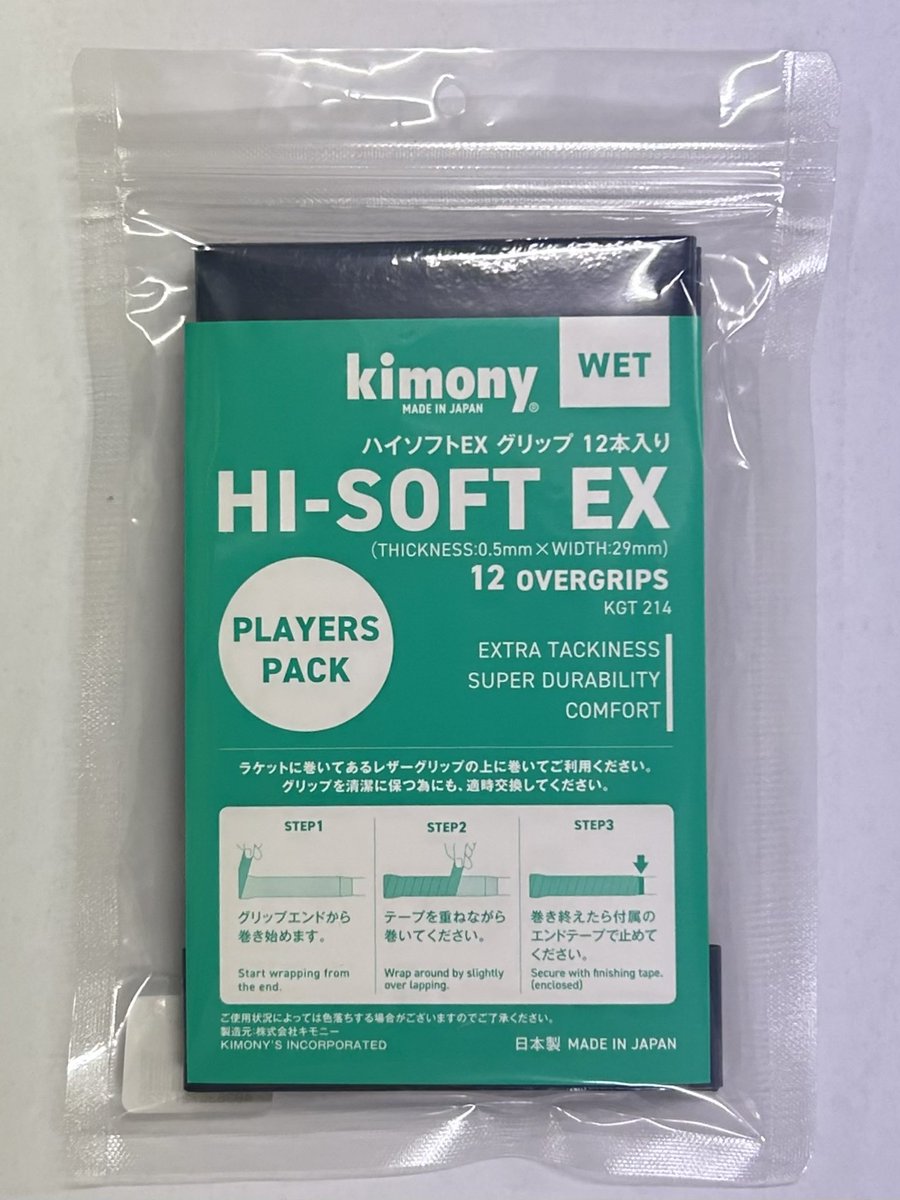 kimony®
MADE IN JAPAN
WET
ハイソフトEX グリップ 12本入り
HI-SOFT EX
(THICKNESS:0.5mm×WIDTH:29mm)
12 OVERGRIPS
KGT 214
PLAYERS
PACK
EXTRA TACKINESS
SUPER DURABILITY
COMFORT
ラケットに巻いてあるレザーグリップの上に巻いてご利用ください。
グリップを清潔に保つ為にも、適時交換してください。
STEP1
グリップエンドから
巻き始めます。
Start wrapping from
the end.
STEP2
テープを重ねながら
巻いてください。
Wrap around by slightly
over lapping.
STEP3
巻き終えたら付属の
エンドテープで止めて
ください。
Secure with finishing tape.
(enclosed)
ご使用状況によっては色落ちする場合がございますのでご了承ください。
製造元:株式会社キモニー
KIMONY'S INCORPORATED
日本製 MADE IN JAPAN